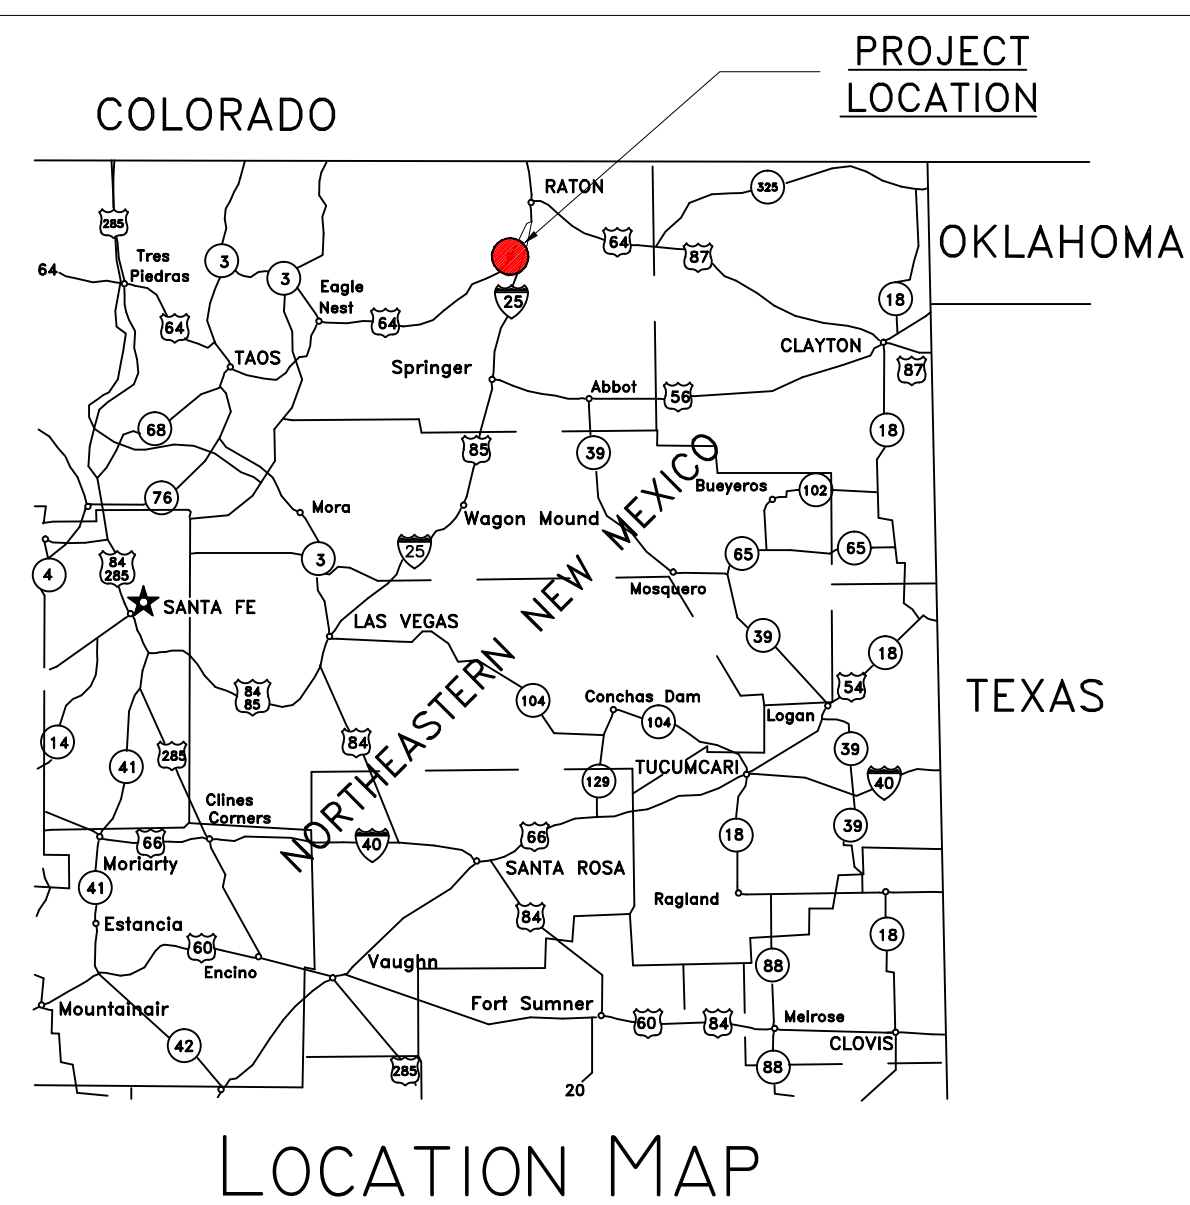 PROJECT
LOCATION
COLORADO
RATON
325
285
64
OKLAHOMA
3
Tres
Piedras
64
87
3
Eagle
Nest
18
25
64
64
CLAYTON
TAOS
Springer
87
Abbot
56
68
18
85
39
Bueyeros
102
76
Mora
Wagon Mound
NORTHEASTERN NEW MEXICO
25
65
65
3
84
285
4
Mosquero
SANTA FE
LAS VEGAS
39
18
84
85
54
TEXAS
104
Conchas Dam
104
Logan
14
84
285
39
41
TUCUMCARI
129
40
Clines
Corners
39
66
40
66
18
Moriarty
SANTA ROSA
41
Ragland
84
Estancia
18
60
Vaughn
88
Encino
Fort Sumner
Mountainair
60
84
Melrose
CLOVIS
42
285
88
20
LOCATION MAP